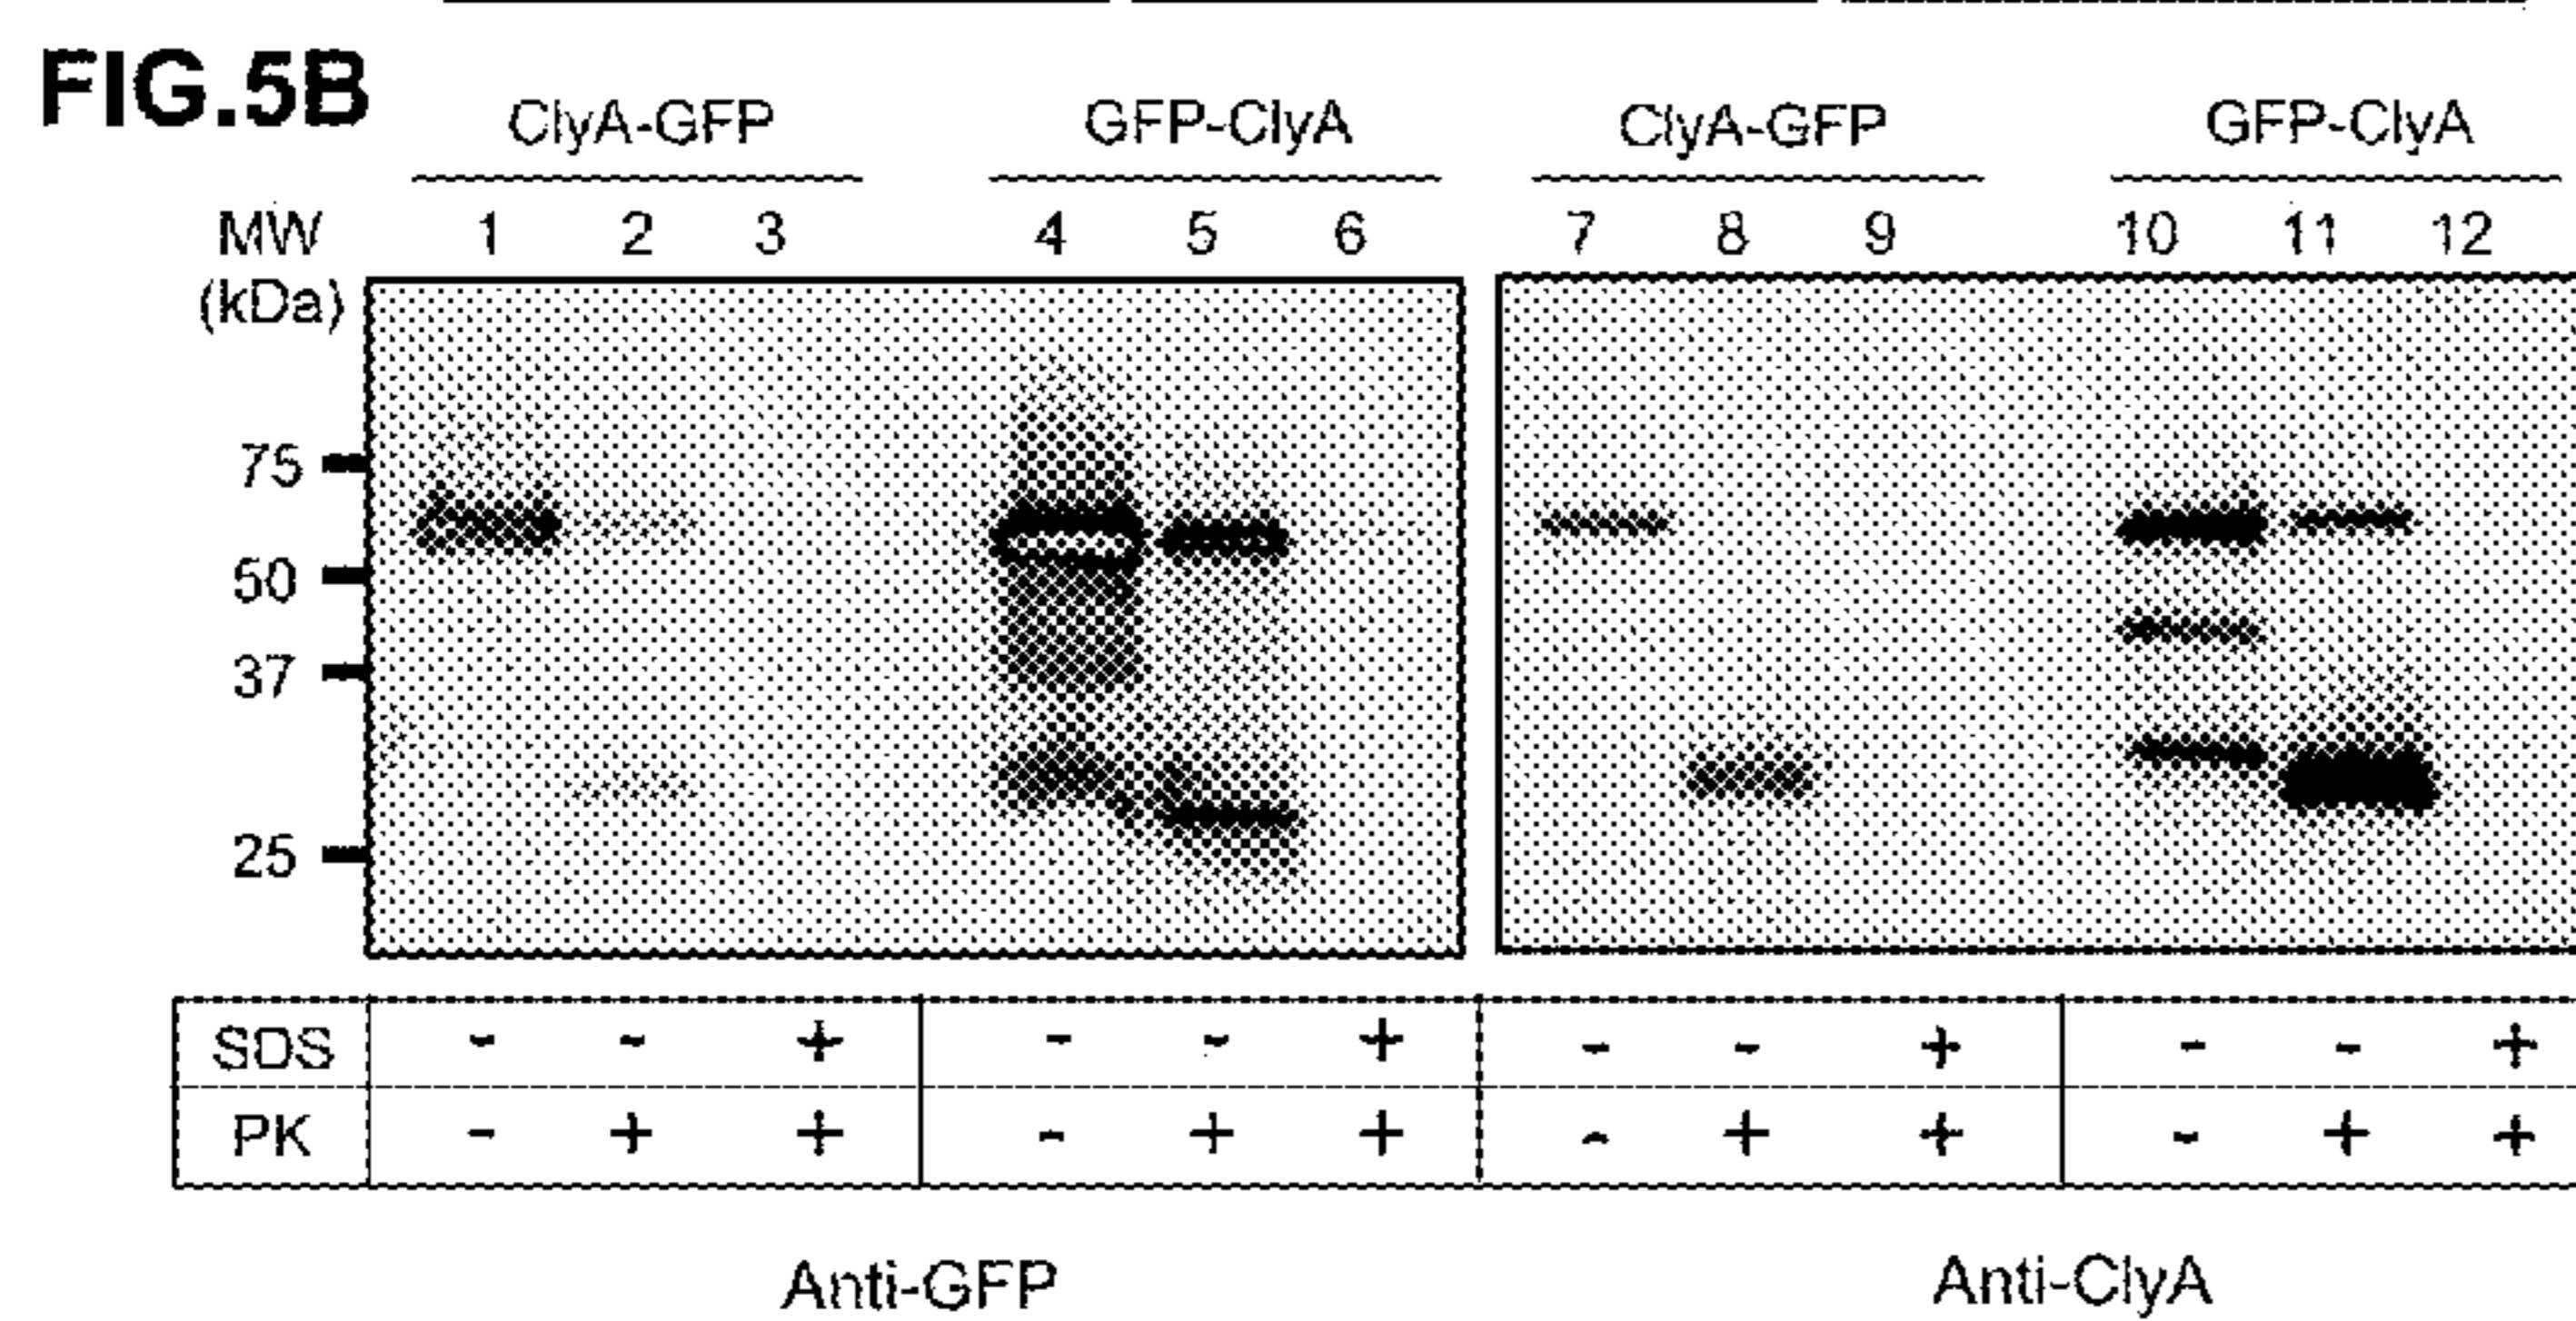 FIG.5B
ClyA-GFP GFP-ClyA ClyA-GFP GFP-ClyA
MW 1 2 3 4 5 6 7 8 9 10 11 12
(kDa)
75
50
37
25
SDS - - + - - + - - + - - +
PK - + + - + + - + + - + +
Anti-GFP Anti-ClyA